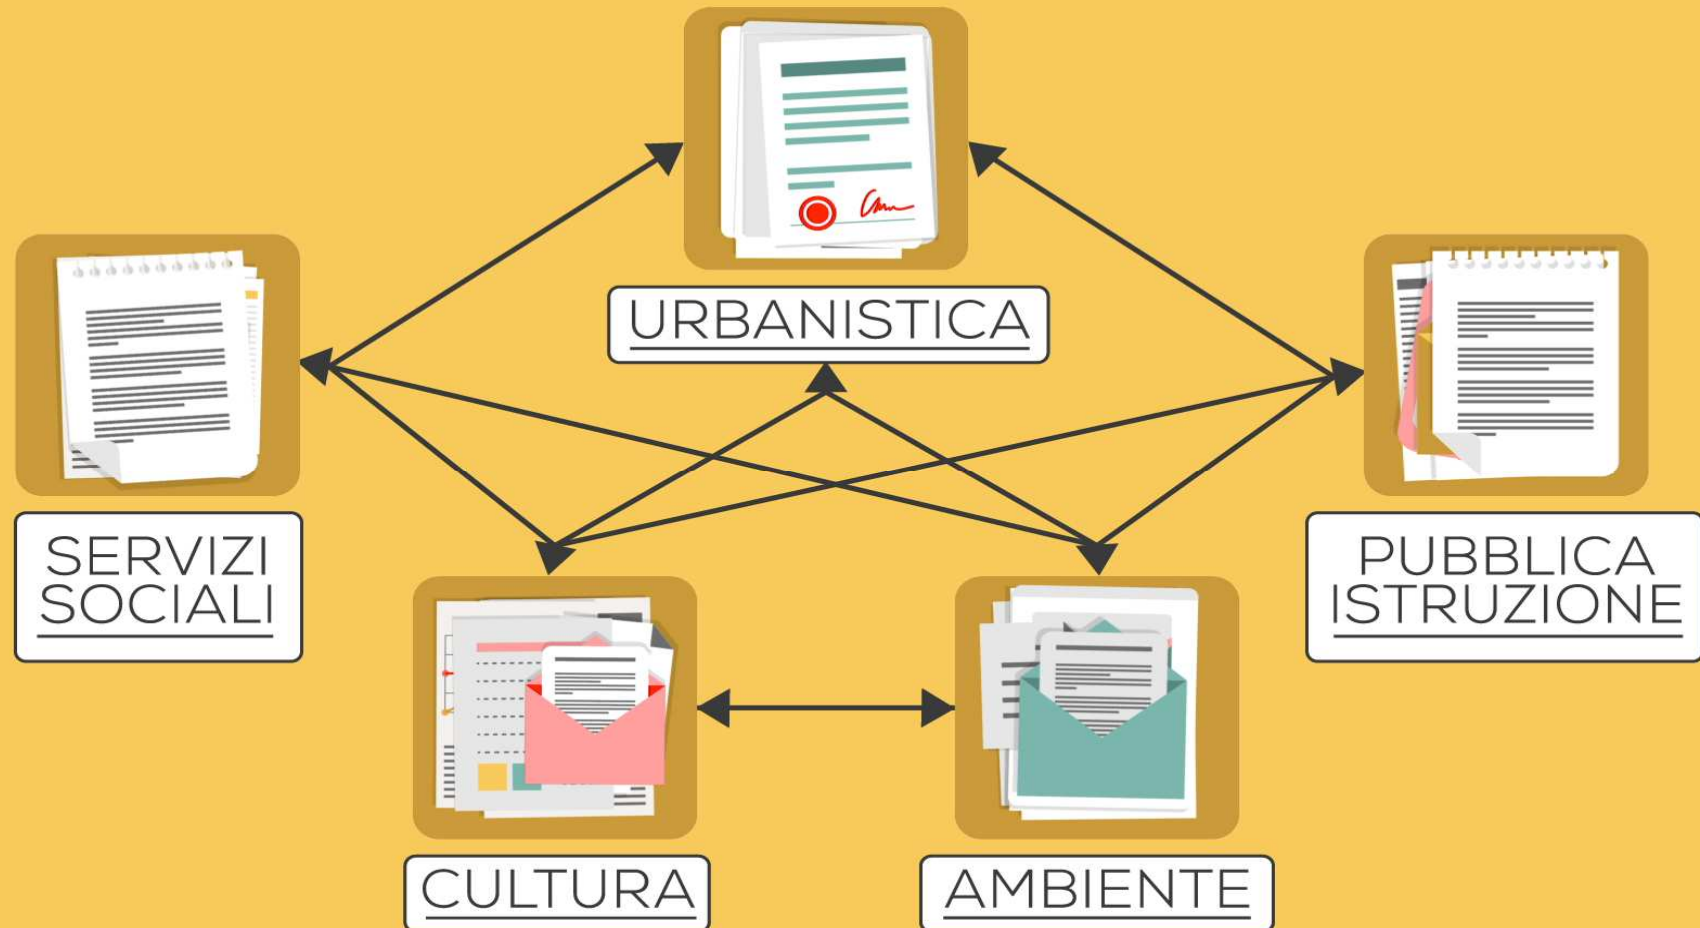 URBANISTICA
SERVIZI
SOCIALI
PUBBLICA
ISTRUZIONE
CULTURA
AMBIENTE